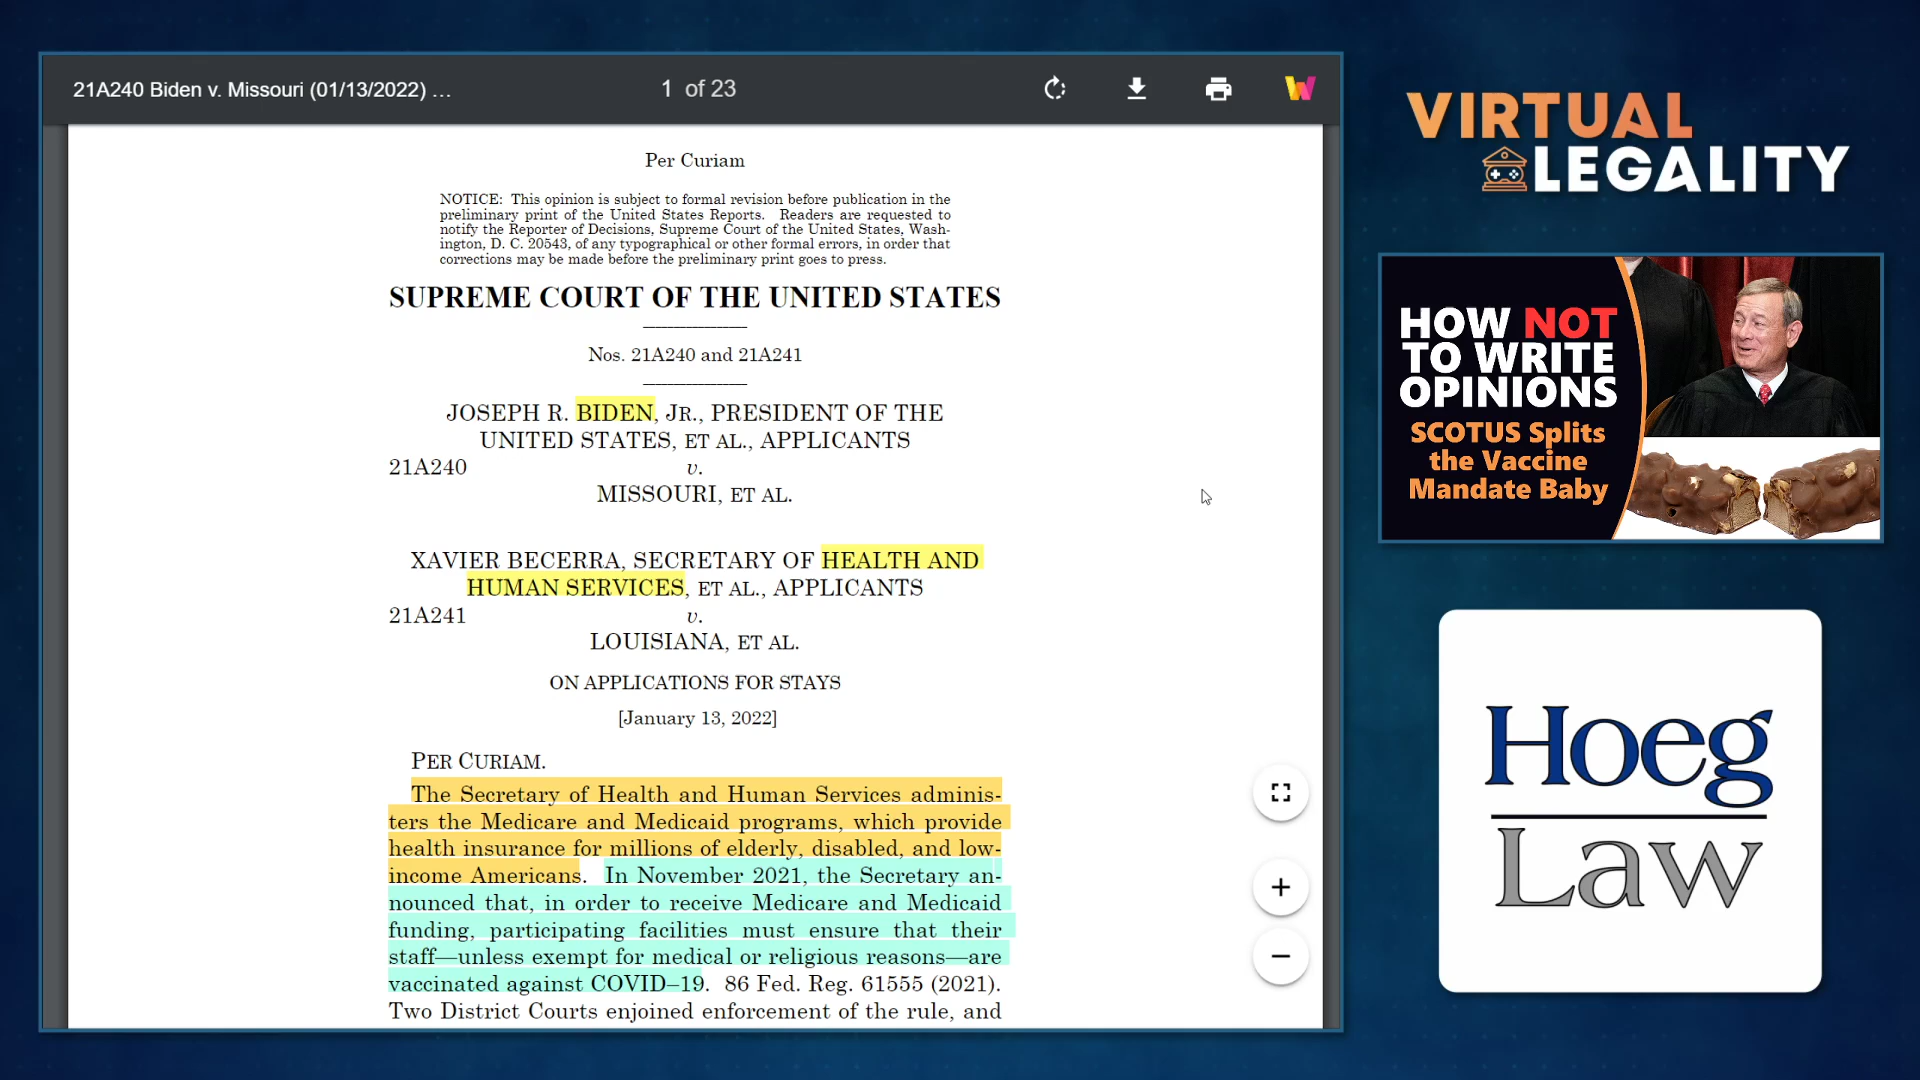 21A240 Biden v. Missouri (01/13/2022) ...
1 of 23
Per Curiam
NOTICE: This opinion is subject to formal revision before publication in the
preliminary print of the United States Reports. Readers are requested to
notify the Reporter of Decisions, Supreme Court of the United States, Wash-
ington, D. C. 20543, of any typographical or other formal errors, in order that
corrections may be made before the preliminary print goes to press.
SUPREME COURT OF THE UNITED STATES
Nos. 21A240 and 21A241
JOSEPH R. BIDEN, JR., PRESIDENT OF THE
UNITED STATES, ET AL., APPLICANTS
21A240 v.
MISSOURI, ET AL.
XAVIER BECERRA, SECRETARY OF HEALTH AND
HUMAN SERVICES, ET AL., APPLICANTS
21A241 v.
LOUISIANA, ET AL.
ON APPLICATIONS FOR STAYS
[January 13, 2022]
PER CURIAM.
The Secretary of Health and Human Services adminis-
ters the Medicare and Medicaid programs, which provide
health insurance for millions of elderly, disabled, and low-
income Americans. In November 2021, the Secretary an-
nounced that, in order to receive Medicare and Medicaid
funding, participating facilities must ensure that their
staff—unless exempt for medical or religious reasons—are
vaccinated against COVID–19. 86 Fed. Reg. 61555 (2021).
Two District Courts enjoined enforcement of the rule, and
VIRTUAL
LEGALITY
HOW NOT
TO WRITE
OPINIONS
SCOTUS Splits
the Vaccine
Mandate Baby
Hoeg
Law